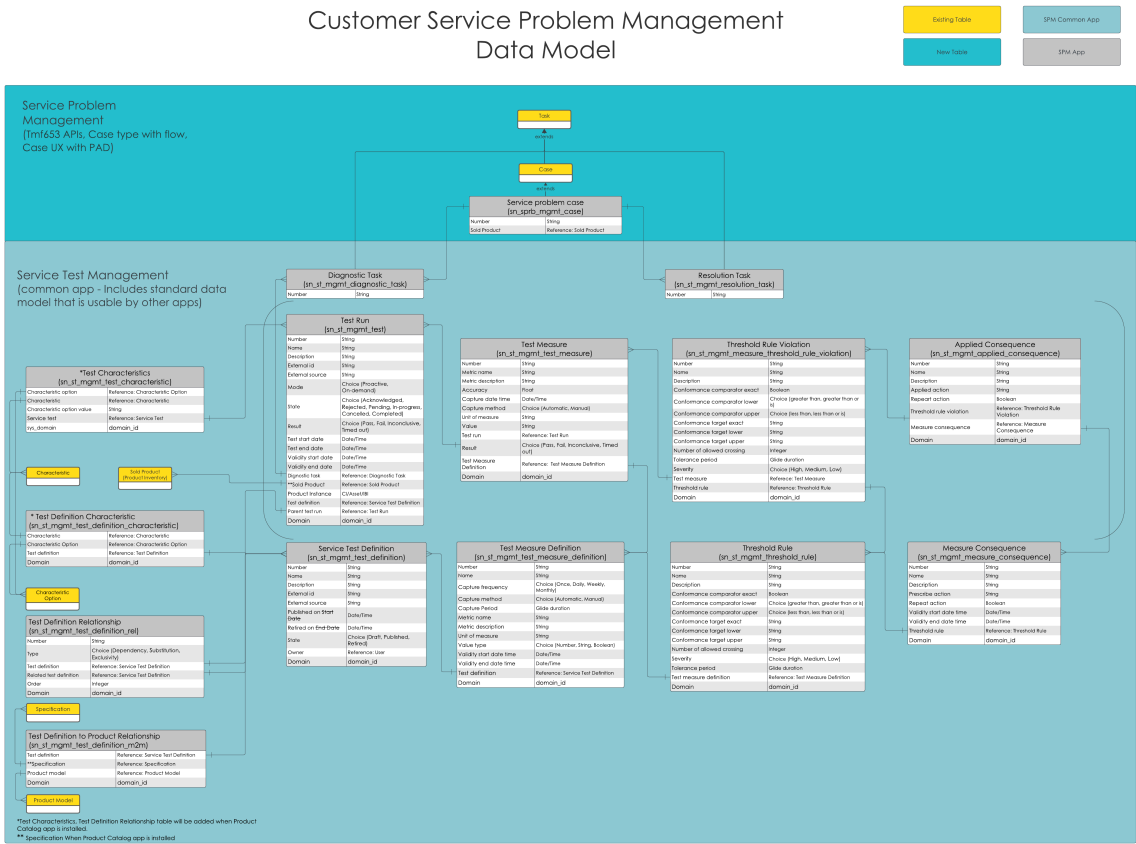 Customer Service Problem Management
Data Model
Existing Table
SPM Common App
New Table
SPM App
Service Problem
Management
(Tmf653 APIs, Case type with flow,
Case UX with PAD)
Task
extends
Case
extends
Service problem case
(sn_sprb_mgmt_case)
Number String
Sold Product Reference: Sold Product
Service Test Management
(common app - Includes standard data
model that is usable by other apps)
Diagnostic Task
(sn_st_mgmt_diagnostic_task)
Number String
Resolution Task
(sn_st_mgmt_resolution_task)
Number String
Test Run
(sn_st_mgmt_test)
Number String
Name String
Description String
External id String
External source String
Mode Choice (Proactive,
On-demand)
State Choice (Acknowledged,
Rejected, Pending, In-progress,
Cancelled, Completed)
Result Choice (Pass, Fail, Inconclusive,
Timed out)
Test start date Date/Time
Test end date Date/Time
Validity start date Date/Time
Validity end date Date/Time
Dignostic task Reference: Diagnostic Task
**Sold Product Reference: Sold Product
Product Instance CI/Asset/IBI
Test definition Reference: Service Test Definition
Parent test run Reference: Test Run
Domain domain_id
Test Measure
(sn_st_mgmt_test_measure)
Number String
Metric name String
Metric description String
Accuracy Float
Capture date time Date/Time
Capture method Choice (Automatic, Manual)
Unit of measure String
Value String
Test run Reference: Test Run
Result Choice (Pass, Fail, Inconclusive, Timed
out)
Test Measure
Definition Reference: Test Measure Definition
Domain domain_id
Threshold Rule Violation
(sn_st_mgmt_measure_threshold_rule_violation)
Number String
Name String
Description String
Conformance comparator exact Boolean
Conformance comparator lower Choice (greater than, greater than or
is)
Conformance comparator upper Choice (less than, less than or is)
Conformance target exact String
Conformance target lower String
Conformance target upper String
Number of allowed crossing Integer
Tolerance period Glide duration
Severity Choice (High, Medium, Low)
Test measure Reference: Test Measure
Threshold rule Reference: Threshold Rule
Domain domain_id
Applied Consequence
(sn_st_mgmt_applied_consequence)
Number String
Name String
Description String
Applied action String
Repeart action Boolean
Threshold rule violation Reference: Threshold Rule
Violation
Measure consequence Reference: Measure
Consequence
Domain domain_id
*Test Characteristics
(sn_st_mgmt_test_characteristic)
Characteristic option Reference: Characteristic Option
Characteristic Reference: Characteristic
Characteristic option value String
Service test Reference: Service Test
sys_domain domain_id
Characteristic
Sold Product
(Product Inventory)
* Test Definition Characteristic
(sn_st_mgmt_test_definition_characteristic)
Characteristic Reference: Characteristic
Characteristic Option Reference: Characteristic Option
Test definition Reference: Test Definition
Domain domain_id
Characteristic
Option
Service Test Definition
(sn_st_mgmt_test_definition)
Number String
Name String
Description String
External id String
External source String
Published on Start
Date Date/Time
Retired on End Date Date/Time
State Choice (Draft, Published,
Retired)
Owner Reference: User
Domain domain_id
Test Measure Definition
(sn_st_mgmt_test_measure_definition)
Number String
Name String
Capture frequency Choice (Once, Daily, Weekly,
Monthly)
Capture method Choice (Automatic, Manual)
Capture Period Glide duration
Metric name String
Metric description String
Unit of measure String
Value type Choice (Number, String, Boolean)
Validity start date time Date/Time
Validity end date time Date/Time
Test definition Reference: Service Test Definition
Domain domain_id
Threshold Rule
(sn_st_mgmt_threshold_rule)
Number String
Name String
Description String
Conformance comparator exact Boolean
Conformance comparator lower Choice (greater than, greater than or is)
Conformance comparator upper Choice (less than, less than or is)
Conformance target exact String
Conformance target lower String
Conformance target upper String
Number of allowed crossing Integer
Severity Choice (High, Medium, Low)
Tolerance period Glide duration
Test measure definition Reference: Test Measure Definition
Domain domain_id
Measure Consequence
(sn_st_mgmt_measure_consequence)
Number String
Name String
Description String
Prescribe action String
Repeat action Boolean
Validity start date time Date/Time
Validity end date time Date/Time
Threshold rule Reference: Threshold Rule
Domain domain_id
Test Definition Relationship
(sn_st_mgmt_test_definition_rel)
Number String
Type Choice (Dependency, Substitution,
Exclusivity)
Test definition Reference: Service Test Definition
Related test definition Reference: Service Test Definition
Order Integer
Domain domain_id
Specification
Test Definition to Product Relationship
(sn_st_mgmt_test_definition_m2m)
Test definition Reference: Service Test Definition
**Specification Reference: Specification
Product model Reference: Product Model
Domain domain_id
Product Model
*Test Characteristics, Test Definition Relationship table will be added when Product
Catalog app is installed.
** Specification When Product Catalog app is installed